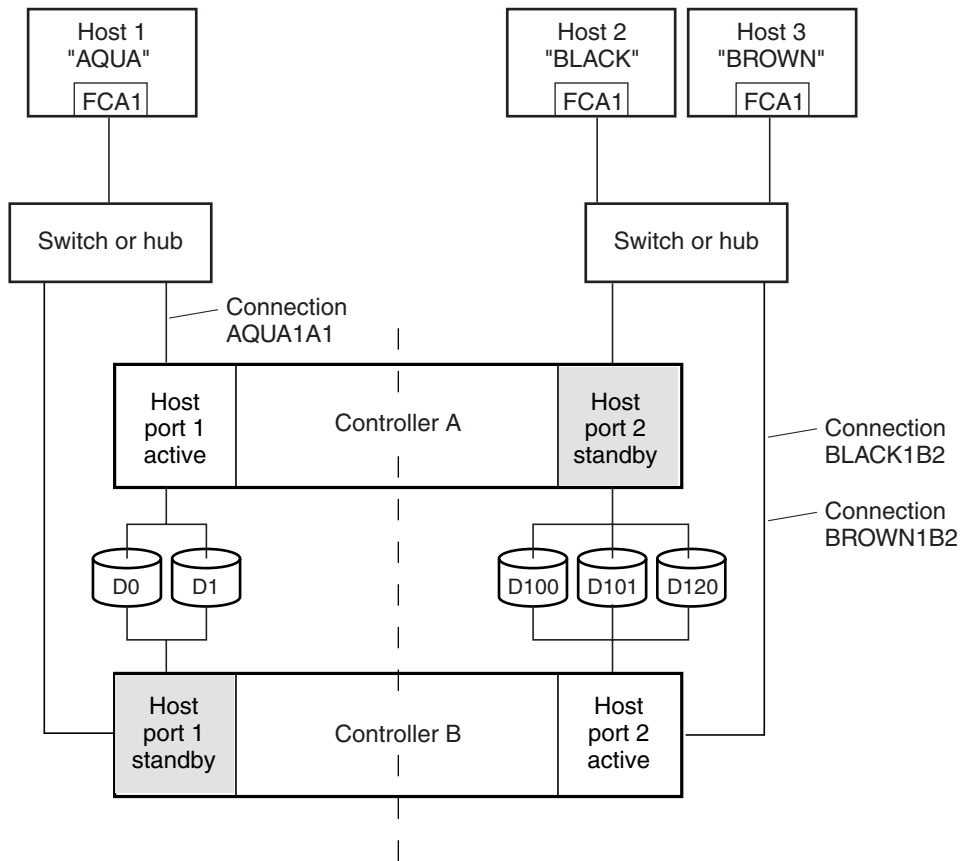 Host 1
"AQUA"
FCA1
Host 2
"BLACK"
FCA1
Host 3
"BROWN"
FCA1
Switch or hub
Switch or hub
Connection
AQUA1A1
Host
port 1
active
Controller A
Host
port 2
standby
Connection
BLACK1B2
Connection
BROWN1B2
D0
D1
D100
D101
D120
Host
port 1
standby
Controller B
Host
port 2
active